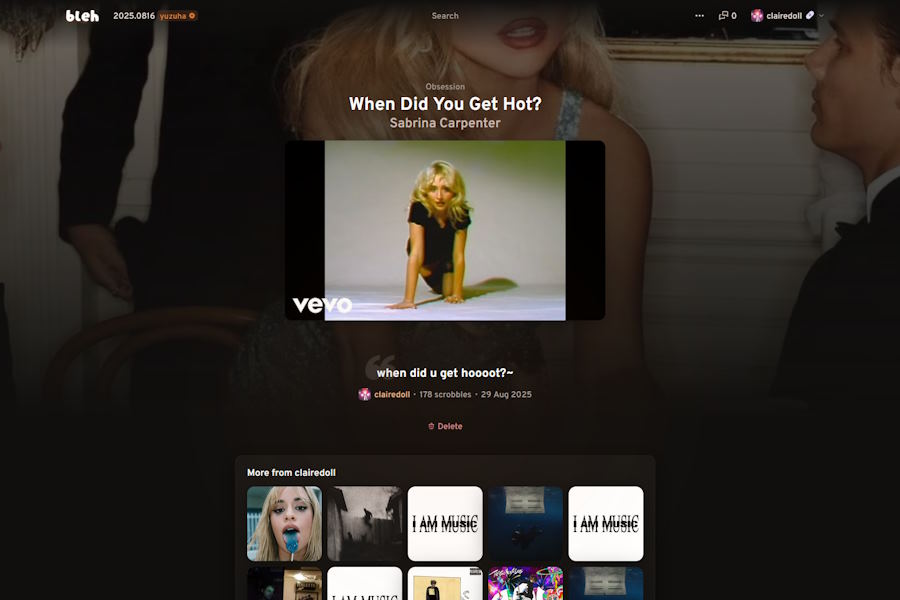 bleh
2025.0816 yuzuha
Search
0
clairedoll
Obsession
When Did You Get Hot?
Sabrina Carpenter
vevo
when did u get hoooot?~
clairedoll · 178 scrobbles · 29 Aug 2025
Delete
More from clairedoll
I AM MUSIC
I AM MUSIC
I AM MUSIC